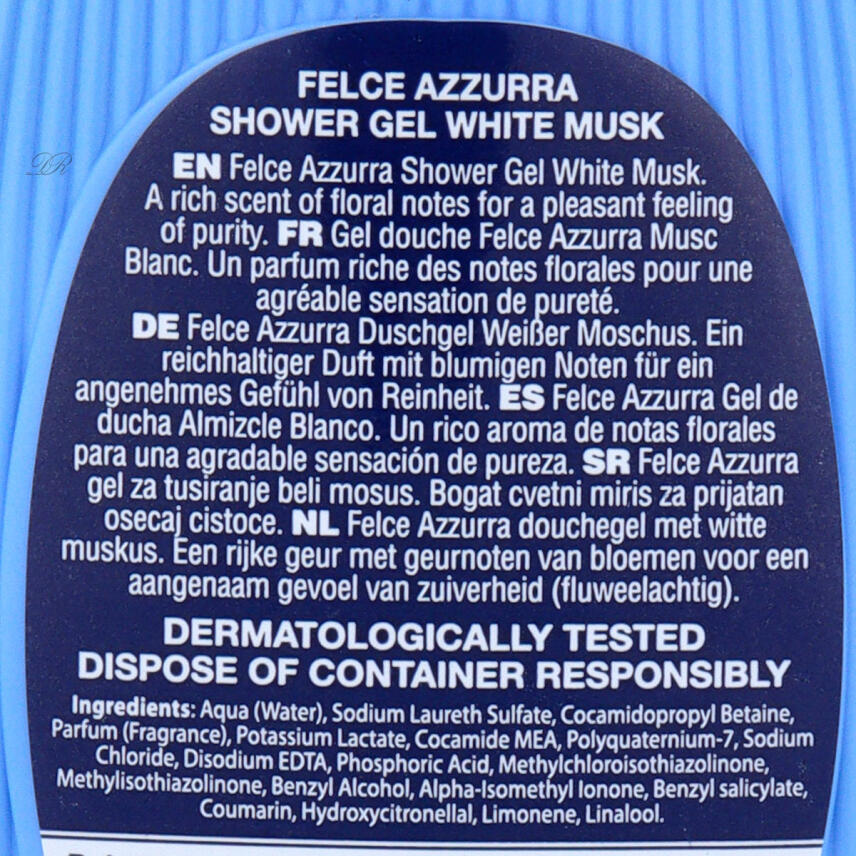 FELCE AZZURRA
SHOWER GEL WHITE MUSK
DR
EN Felce Azzurra Shower Gel White Musk.
A rich scent of floral notes for a pleasant feeling
of purity. FR Gel douche Felce Azzurra Musc
Blanc. Un parfum riche des notes florales pour une
agréable sensation de pureté.
DE Felce Azzurra Duschgel Weißer Moschus. Ein
reichhaltiger Duft mit blumigen Noten für ein
angenehmes Gefühl von Reinheit. ES Felce Azzurra Gel de
ducha Almizcle Blanco. Un rico aroma de notas florales
para una agradable sensación de pureza. SR Felce Azzurra
gel za tusiranje beli mosus. Bogat cvetni miris za prijatan
osecaj cistoce. NL Felce Azzurra douchegel met witte
muskus. Een rijke geur met geurnoten van bloemen voor een
aangenaam gevoel van zuiverheid (fluweelachtig).
DERMATOLOGICALLY TESTED
DISPOSE OF CONTAINER RESPONSIBLY
Ingredients: Aqua (Water), Sodium Laureth Sulfate, Cocamidopropyl Betaine,
Parfum (Fragrance), Potassium Lactate, Cocamide MEA, Polyquaternium-7, Sodium
Chloride, Disodium EDTA, Phosphoric Acid, Methylchloroisothiazolinone,
Methylisothiazolinone, Benzyl Alcohol, Alpha-Isomethyl Ionone, Benzyl salicylate,
Coumarin, Hydroxycitronellal, Limonene, Linalool.